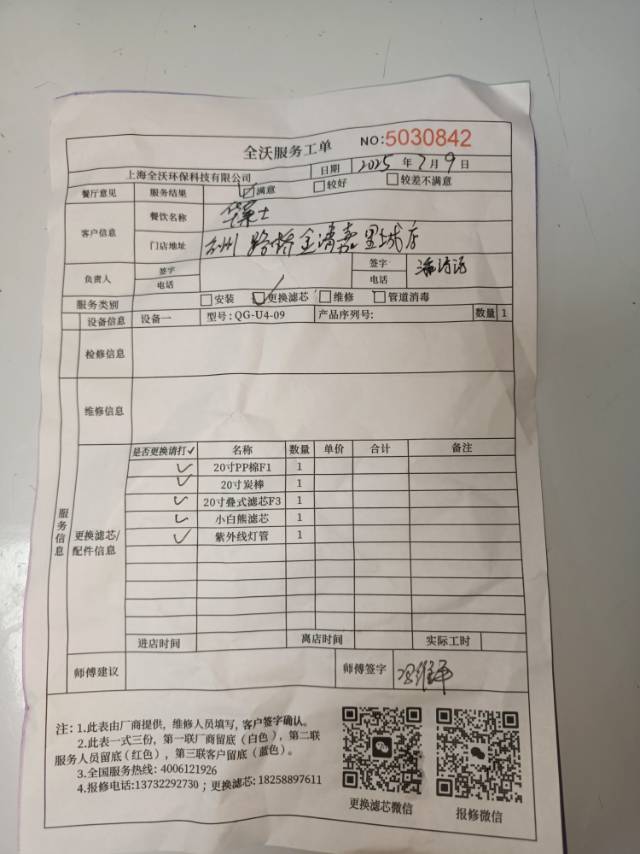 全沃服务工单 NO:5030842
上海全沃环保科技有限公司 日期 2025 年 7 月 9 日
餐厅意见 服务结果 ☑满意 □较好 □较差不满意
客户信息 餐饮名称 华莱士
门店地址 台州 路桥金清嘉里城店
负责人 签字 签字
电话 电话
服务类别 □安装 ☑更换滤芯 □维修 □管道消毒
设备信息 设备一 型号: QG-U4-09 产品序列号: 数量 1
检修信息
维修信息
服务信息
更换滤芯/配件信息
是否更换请打✓ 名称 数量 单价 合计 备注
✓ 20寸PP棉F1 1
✓ 20寸炭棒 1
✓ 20寸叠式滤芯F3 1
✓ 小白熊滤芯 1
✓ 紫外线灯管 1
进店时间 离店时间 实际工时
师傅建议 师傅签字
注: 1.此表由厂商提供，维修人员填写，客户签字确认。
2.此表一式三份，第一联厂商留底（白色），第二联
服务人员留底（红色），第三联客户留底（蓝色）。
3.全国服务热线: 4006121926
4.报修电话:13732292730 ; 更换滤芯: 18258897611
更换滤芯微信 报修微信